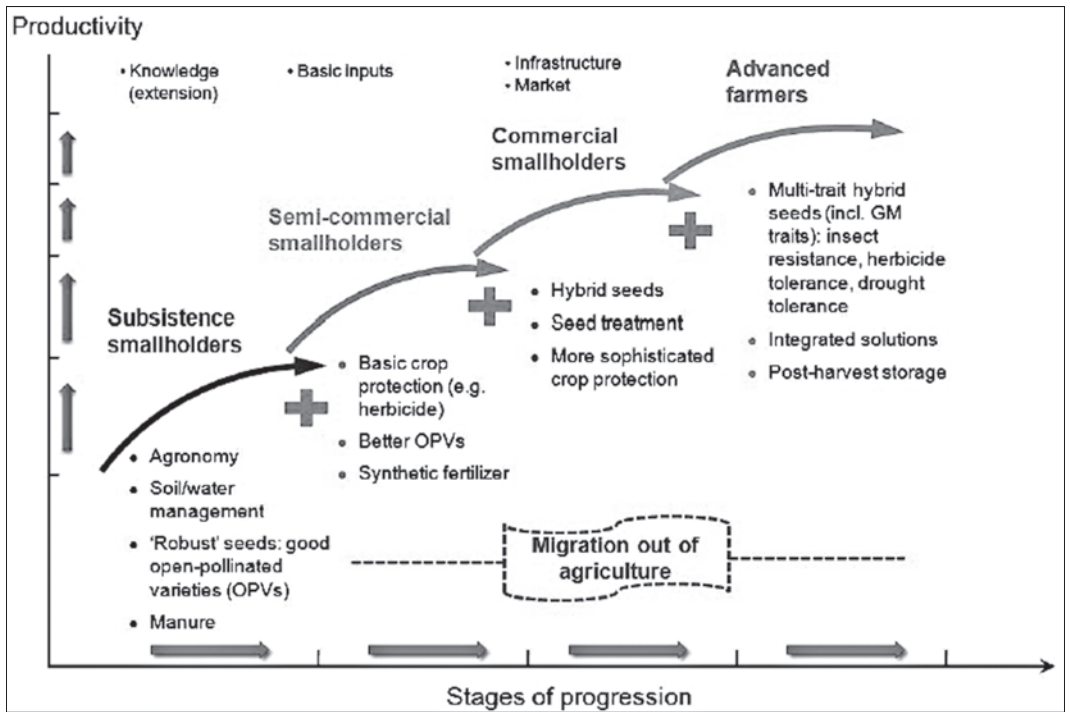 Productivity
• Knowledge
(extension)
• Basic inputs
• Infrastructure
• Market
Advanced
farmers
Commercial
smallholders
Semi-commercial
smallholders
Subsistence
smallholders
• Agronomy
• Soil/water
management
• ‘Robust’ seeds: good
open-pollinated
varieties (OPVs)
• Manure
• Basic crop
protection (e.g.
herbicide)
• Better OPVs
• Synthetic fertilizer
• Hybrid seeds
• Seed treatment
• More sophisticated
crop protection
• Multi-trait hybrid
seeds (incl. GM
traits): insect
resistance, herbicide
tolerance, drought
tolerance
• Integrated solutions
• Post-harvest storage
Migration out of
agriculture
Stages of progression